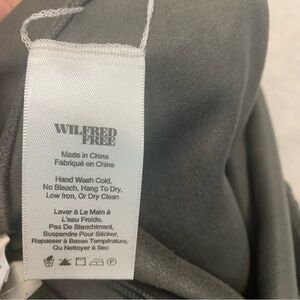 WILFRED
FREE
Made in China
Fabriqué en Chine
Hand Wash Cold,
No Bleach, Hang To Dry,
Low Iron, Or Dry Clean
Laver à La Main à
L'eau Froide,
Pas De Blanchiment,
Suspendre Pour Sécher,
Repasser à Basse Température,
Ou Nettoyer à Sec